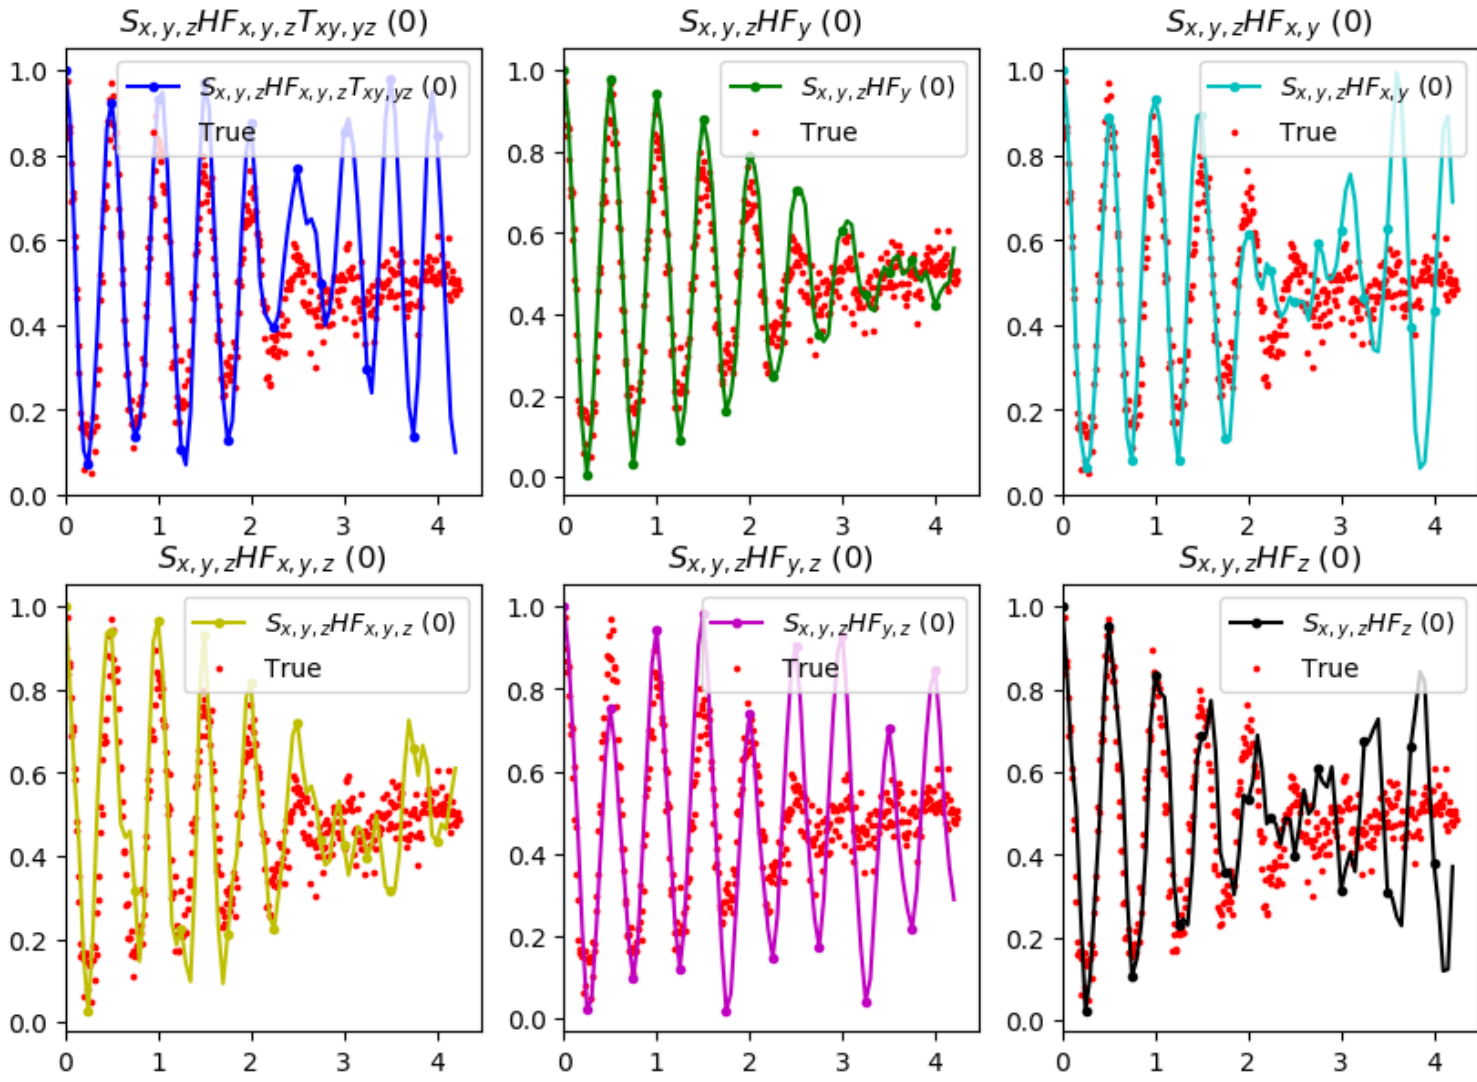 S_{x,y,z}HF_{x,y,z}T_{xy,yz} (0)
S_{x,y,z}HF_{x,y,z}T_{xy,yz} (0)
True
1.0
0.8
0.6
0.4
0.2
0.0
0 1 2 3 4
S_{x,y,z}HF_y (0)
S_{x,y,z}HF_y (0)
True
1.0
0.8
0.6
0.4
0.2
0.0
0 1 2 3 4
S_{x,y,z}HF_{x,y} (0)
S_{x,y,z}HF_{x,y} (0)
True
1.0
0.8
0.6
0.4
0.2
0.0
0 1 2 3 4
S_{x,y,z}HF_{x,y,z} (0)
S_{x,y,z}HF_{x,y,z} (0)
True
1.0
0.8
0.6
0.4
0.2
0.0
0 1 2 3 4
S_{x,y,z}HF_{y,z} (0)
S_{x,y,z}HF_{y,z} (0)
True
1.0
0.8
0.6
0.4
0.2
0.0
0 1 2 3 4
S_{x,y,z}HF_z (0)
S_{x,y,z}HF_z (0)
True
1.0
0.8
0.6
0.4
0.2
0.0
0 1 2 3 4